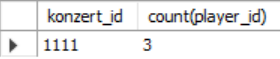 konzert_id count(player_id)
1111 3